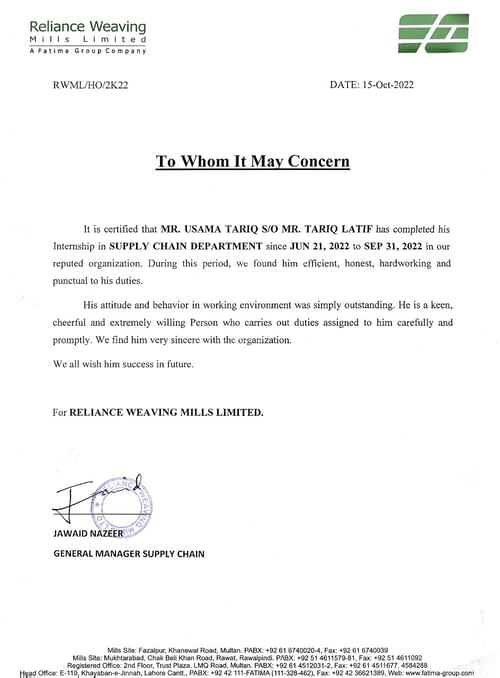 Reliance Weaving
Mills Limited
A Fatima Group Company
RWML/HO/2K22
DATE: 15-Oct-2022
To Whom It May Concern
It is certified that MR. USAMA TARIQ S/O MR. TARIQ LATIF has completed his
Internship in SUPPLY CHAIN DEPARTMENT since JUN 21, 2022 to SEP 31, 2022 in our
reputed organization. During this period, we found him efficient, honest, hardworking and
punctual to his duties.
His attitude and behavior in working environment was simply outstanding. He is a keen,
cheerful and extremely willing Person who carries out duties assigned to him carefully and
promptly. We find him very sincere with the organization.
We all wish him success in future.
For RELIANCE WEAVING MILLS LIMITED.
RELIANCE WEAVING MILLS LTD
JAWAID NAZEER
GENERAL MANAGER SUPPLY CHAIN
Mills Site: Fazalpur, Khanewal Road, Multan. PABX: +92 61 6740020-4, Fax: +92 61 6740039
Mills Site: Mukhtarabad, Chak Beli Khan Road, Rawat, Rawalpindi. PABX: +92 51 4611579-81, Fax: +92 51 4611092
Registered Office: 2nd Floor, Trust Plaza, LMQ Road, Multan. PABX: +92 61 4512031-2, Fax: +92 61 4511677, 4584288
Head Office: E-110, Khayaban-e-Jinnah, Lahore Cantt., PABX: +92 42 111-FATIMA (111-328-462), Fax: +92 42 36621389, Web: www.fatima-group.com